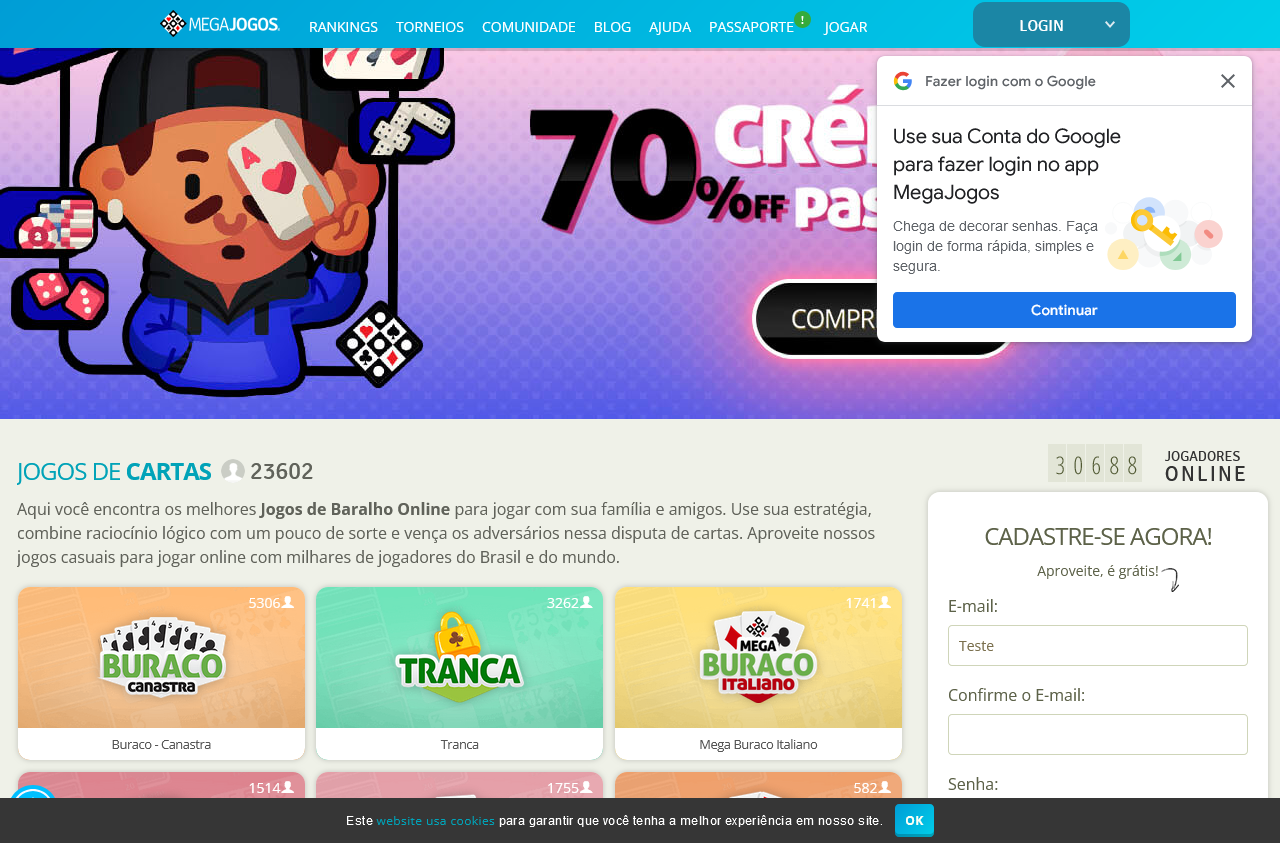 MEGAJOGOS.
RANKINGS
TORNEIOS
COMUNIDADE
BLOG
AJUDA
PASSAPORTE
!
JOGAR
LOGIN
70%OFF
A
2
Fazer login com o Google
Use sua Conta do Google
para fazer login no app
MegaJogos
Chega de decorar senhas. Faça
login de forma rápida, simples e
segura.
Continuar
JOGOS DE CARTAS 23602
30688
JOGADORES
ONLINE
Aqui você encontra os melhores Jogos de Baralho Online para jogar com sua família e amigos. Use sua estratégia,
combine raciocínio lógico com um pouco de sorte e vença os adversários nessa disputa de cartas. Aproveite nossos
jogos casuais para jogar online com milhares de jogadores do Brasil e do mundo.
5306
A 2 3 4 5 6 7
BURACO
CANASTRA
Buraco - Canastra
3262
TRANCA
Tranca
1741
MEGA
BURACO
ITALIANO
Mega Buraco Italiano
1514
1755
582
CADASTRE-SE AGORA!
Aproveite, é grátis!
E-mail:
Teste
Confirme o E-mail:
Senha:
Este website usa cookies para garantir que você tenha a melhor experiência em nosso site.
OK